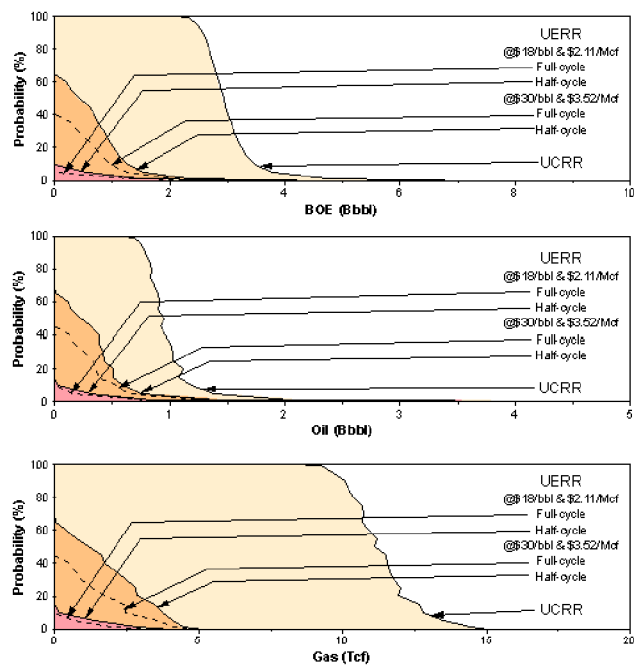 100
80
60
40
20
0
Probability (%)
UERR
@$18/bbl & $2.11/Mcf
Full-cycle
Half-cycle
@$30/bbl & $3.52/Mcf
Full-cycle
Half-cycle
UCRR
0 1 2 3 4 6 8 10
BOE (Bbbl)
100
80
60
40
20
0
Probability (%)
UERR
@$18/bbl & $2.11/Mcf
Full-cycle
Half-cycle
@$30/bbl & $3.52/Mcf
Full-cycle
Half-cycle
UCRR
0 1 1 2 3 4 5
Oil (Bbbl)
100
80
60
40
20
0
Probability (%)
UERR
@$18/bbl & $2.11/Mcf
Full-cycle
Half-cycle
@$30/bbl & $3.52/Mcf
Full-cycle
Half-cycle
UCRR
0 5 10 15 20
Gas (Tcf)